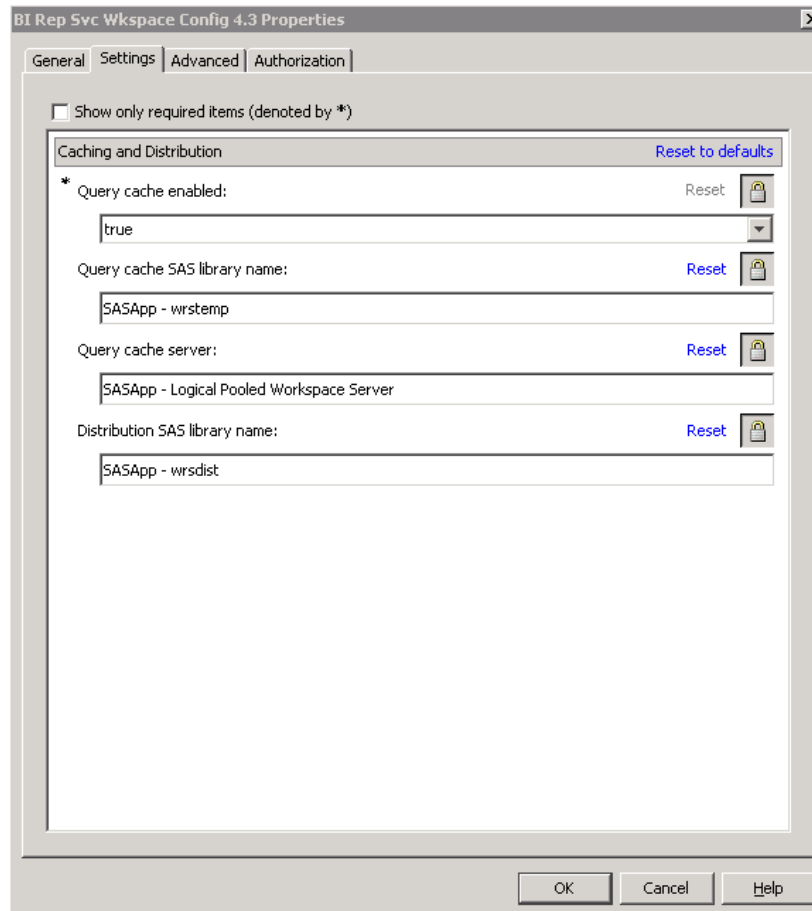 BI Rep Svc Wkspace Config 4.3 Properties
General Settings Advanced Authorization
Show only required items (denoted by *)
Caching and Distribution Reset to defaults
* Query cache enabled: Reset
true
Query cache SAS library name: Reset
SASApp - wrstemp
Query cache server: Reset
SASApp - Logical Pooled Workspace Server
Distribution SAS library name: Reset
SASApp - wrsdist
OK Cancel Help